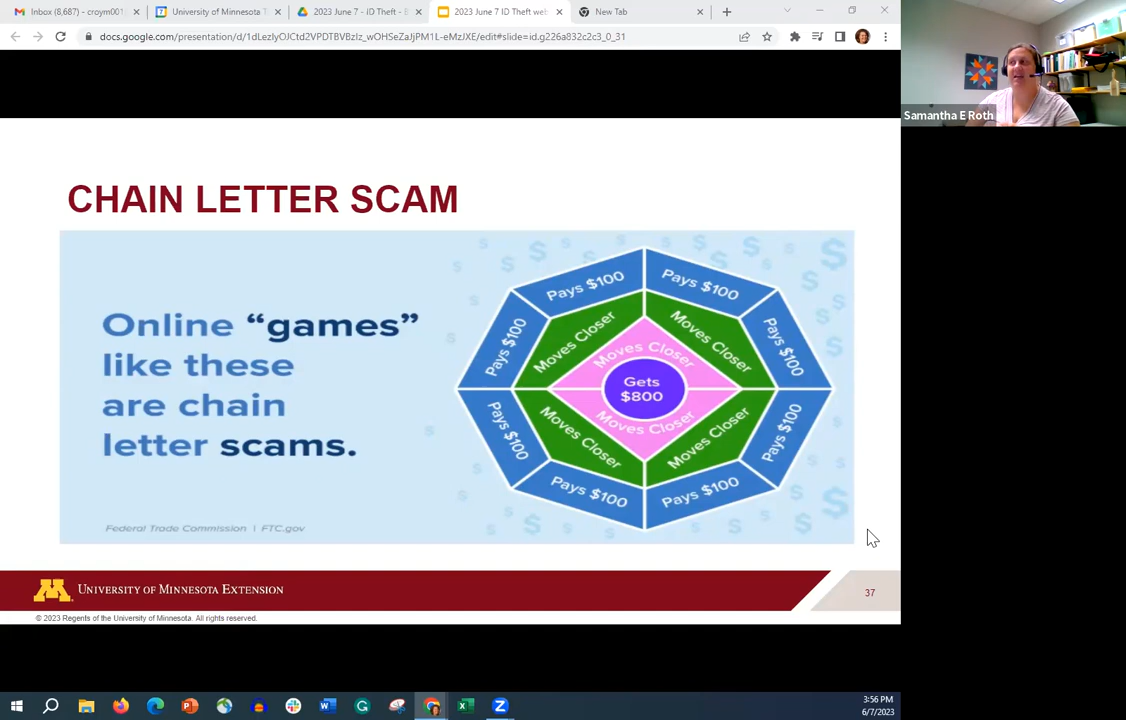 Inbox (8,687) - croym001
University of Minnesota T
2023 June 7 - ID Theft - E
2023 June 7 ID Theft web
New Tab
docs.google.com/presentation/d/1dLezlyOJCtd2VPDTBVBzIz_wOHSeZaJjPM1L-eMzJXE/edit#slide=id.g226a832c2c3_0_31
Samantha E Roth
CHAIN LETTER SCAM
Online “games”
like these
are chain
letter scams.
Federal Trade Commission | FTC.gov
Pays $100
Pays $100
Pays $100
Pays $100
Pays $100
Pays $100
Pays $100
Pays $100
Moves Closer
Moves Closer
Moves Closer
Moves Closer
Moves Closer
Moves Closer
Gets
$800
UNIVERSITY OF MINNESOTA EXTENSION
37
© 2023 Regents of the University of Minnesota. All rights reserved.
3:56 PM
6/7/2023